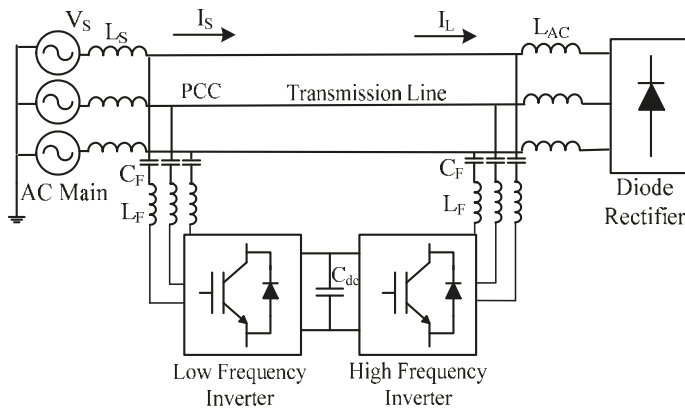 V_S
L_S
I_S
I_L
L_AC
PCC
Transmission Line
C_F
C_F
AC Main
L_F
L_F
Diode
Rectifier
C_dc
Low Frequency
Inverter
High Frequency
Inverter